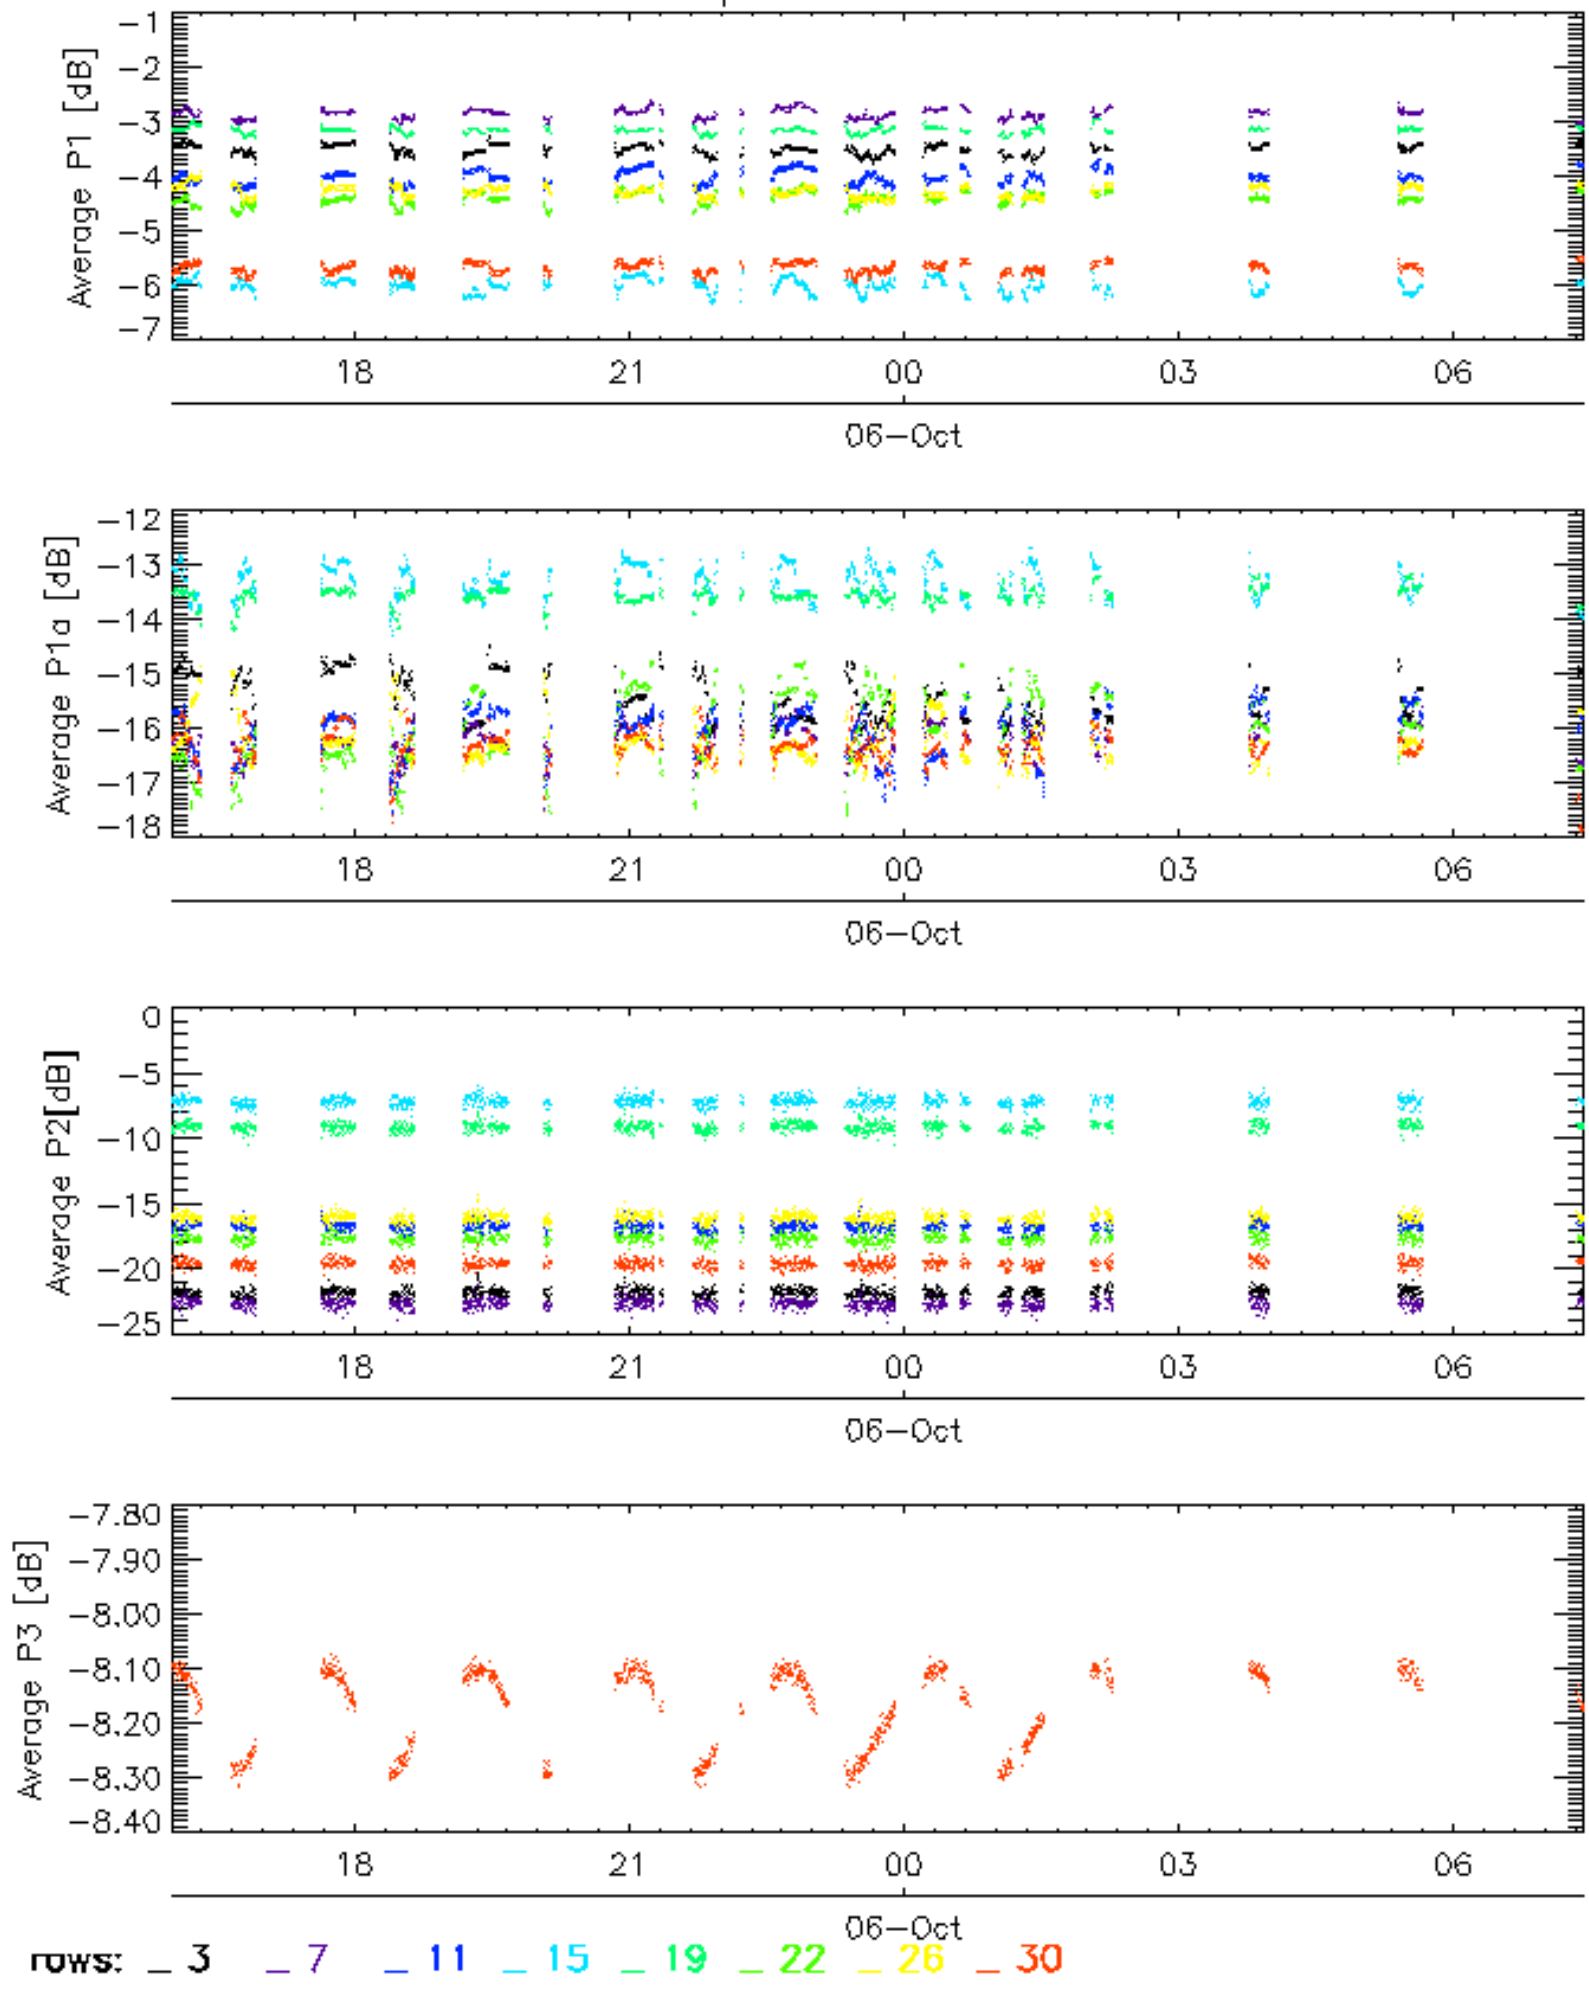 Average P1 [dB]
-1
-2
-3
-4
-5
-6
-7
18 21 00 03 06
06-Oct
Average P1a [dB]
-12
-13
-14
-15
-16
-17
-18
18 21 00 03 06
06-Oct
Average P2[dB]
0
-5
-10
-15
-20
-25
18 21 00 03 06
06-Oct
Average P3 [dB]
-7.80
-7.90
-8.00
-8.10
-8.20
-8.30
-8.40
18 21 00 03 06
06-Oct
rows: _ 3 _ 7 _ 11 _ 15 _ 19 _ 22 _ 26 _ 30